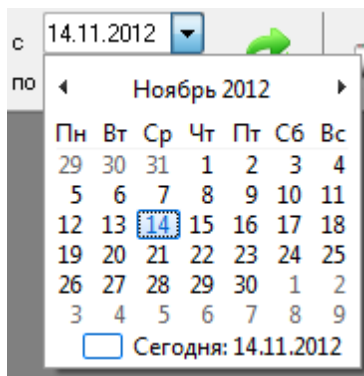 с 14.11.2012
по
Ноябрь 2012
Пн Вт Ср Чт Пт Сб Вс
29 30 31 1 2 3 4
5 6 7 8 9 10 11
12 13 14 15 16 17 18
19 20 21 22 23 24 25
26 27 28 29 30 1 2
3 4 5 6 7 8 9
Сегодня: 14.11.2012